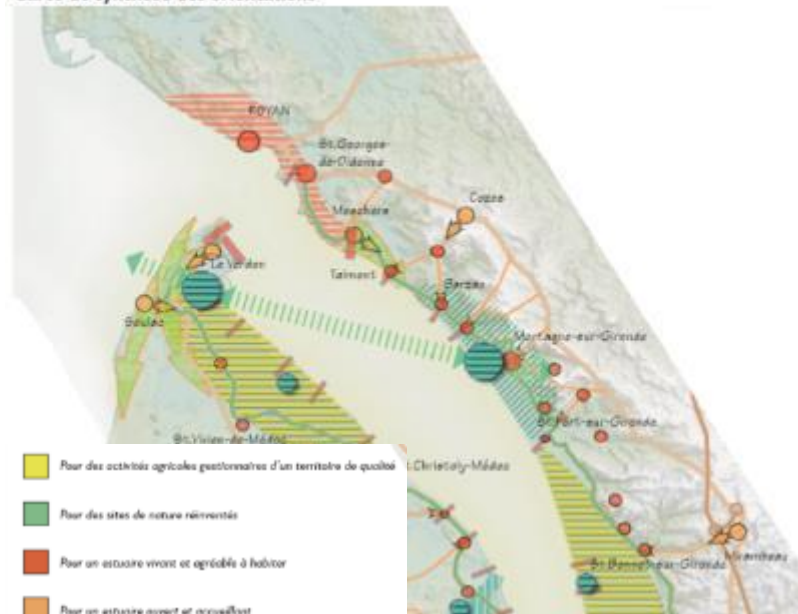 ROYAN
St.Georges-
de-Didonne
Cozes
Meschers
Le Verdon
Talmont
Barzan
Soulac
Mortagne-sur-Gironde
St.Fort-sur-Gironde
St.Vivien-de-Médoc
Pour des activités agricoles gestionnaires d'un territoire de qualité
t.Christoly-Médoc
Pour des sites de nature réinventés
Pour un estuaire vivant et agréable à habiter
St.Bonnet-sur-Gironde
Mirambeau
Pour un estuaire ouvert et accueillant